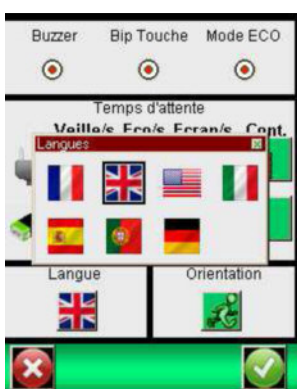 Buzzer Bip Touche Mode ECO
Temps d'attente
Veille/s Eco/s Ecran/s Cont.
Langues
Langue Orientation